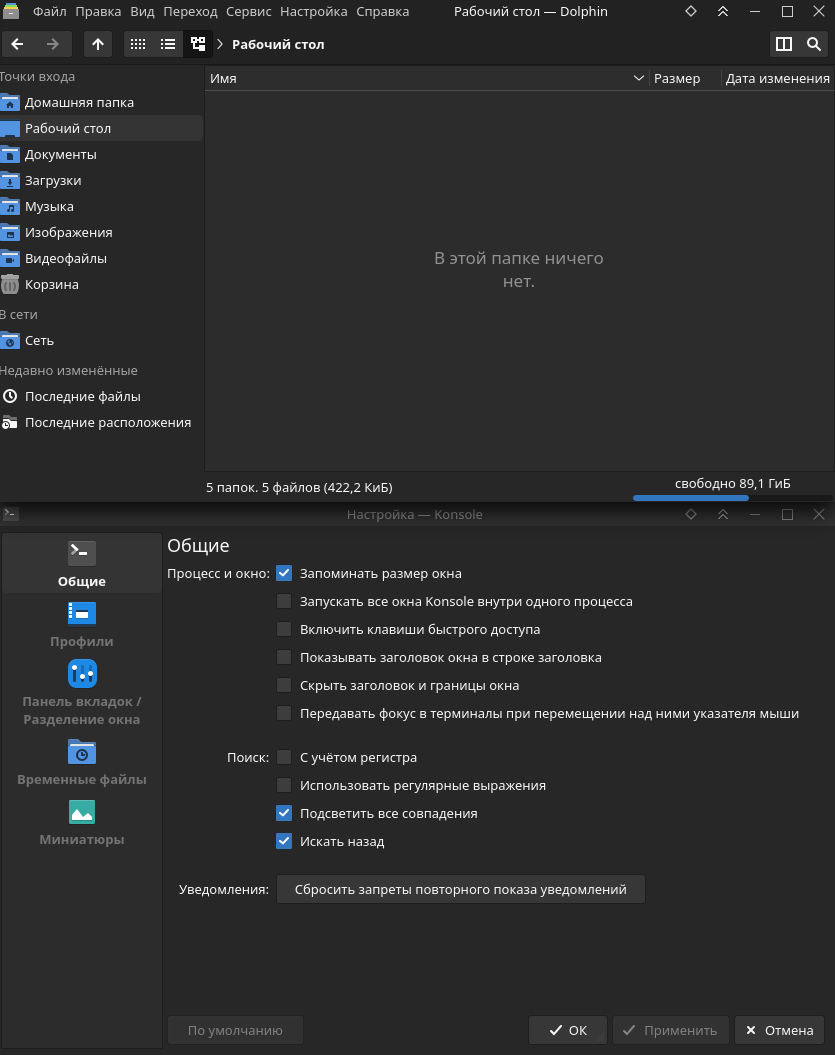 Файл Правка Вид Переход Сервис Настройка Справка Рабочий стол — Dolphin
Рабочий стол
Точки входа
Домашняя папка
Рабочий стол
Документы
Загрузки
Музыка
Изображения
Видеофайлы
Корзина
В сети
Сеть
Недавно изменённые
Последние файлы
Последние расположения
Имя Размер Дата изменения
В этой папке ничего
нет.
5 папок. 5 файлов (422,2 КиБ) свободно 89,1 ГиБ
Настройка — Konsole
Общие
Профили
Панель вкладок /
Разделение окна
Временные файлы
Миниатюры
Общие
Процесс и окно: Запоминать размер окна
Запускать все окна Konsole внутри одного процесса
Включить клавиши быстрого доступа
Показывать заголовок окна в строке заголовка
Скрыть заголовок и границы окна
Передавать фокус в терминалы при перемещении над ними указателя мыши
Поиск: С учётом регистра
Использовать регулярные выражения
Подсветить все совпадения
Искать назад
Уведомления: Сбросить запреты повторного показа уведомлений
По умолчанию ОК Применить Отмена